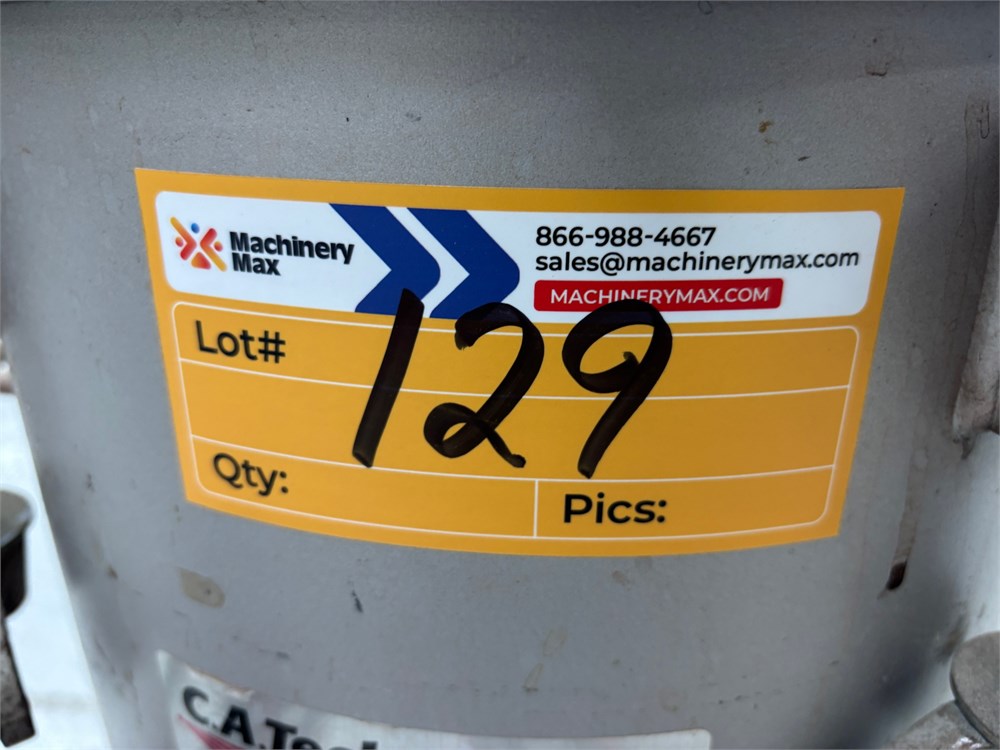 Machinery
Max
866-988-4667
sales@machinerymax.com
MACHINERYMAX.COM
Lot# 129
Qty:
Pics:
C.A.